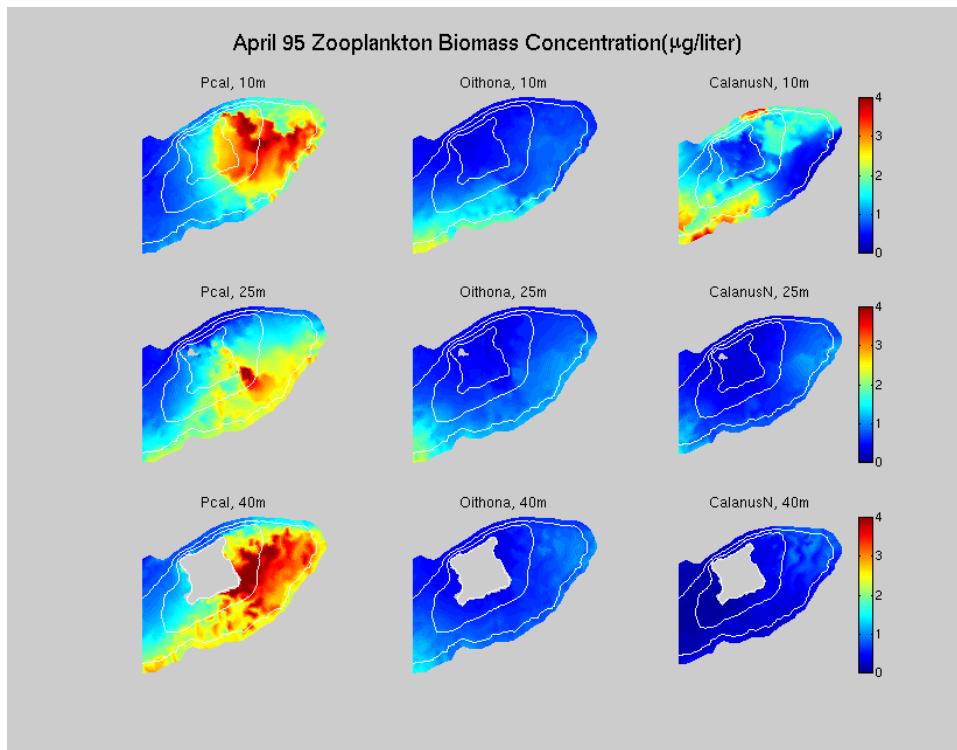 April 95 Zooplankton Biomass Concentration(µg/liter)
Pcal, 10m
Oithona, 10m
CalanusN, 10m
4
3
2
1
0
Pcal, 25m
Oithona, 25m
CalanusN, 25m
4
3
2
1
0
Pcal, 40m
Oithona, 40m
CalanusN, 40m
4
3
2
1
0